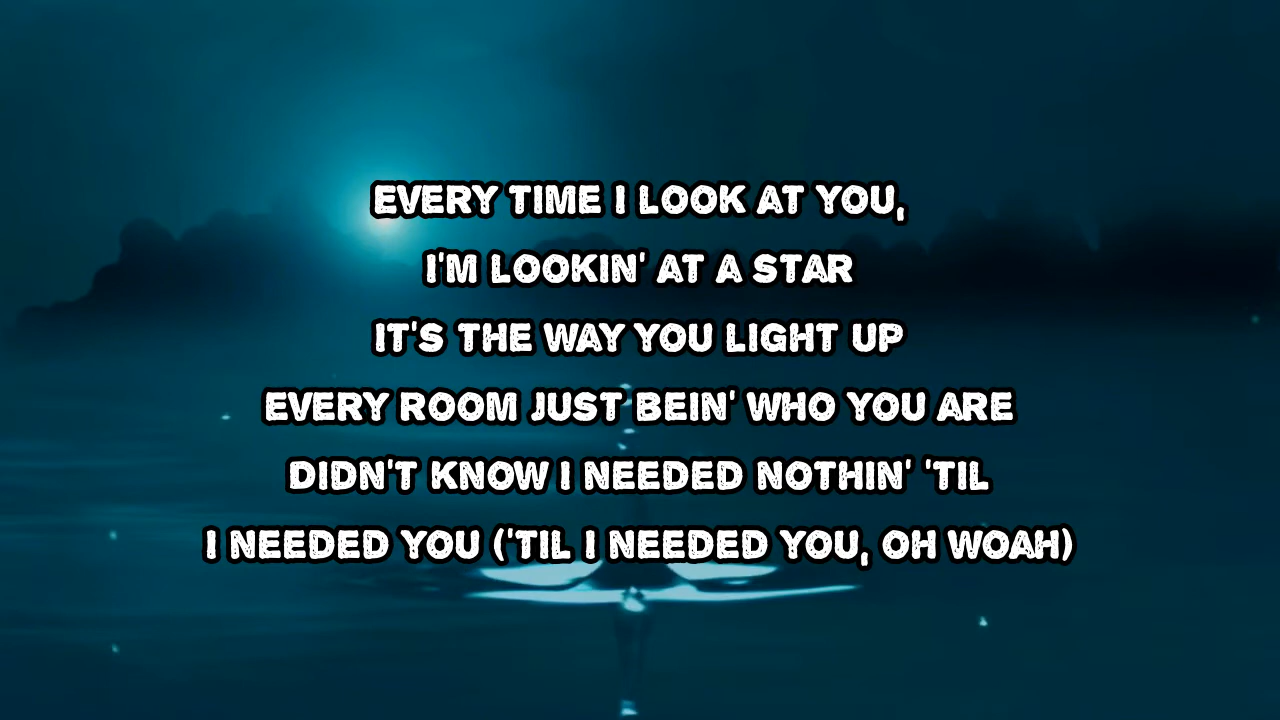 EVERY TIME I LOOK AT YOU,
I'M LOOKIN' AT A STAR
IT'S THE WAY YOU LIGHT UP
EVERY ROOM JUST BEIN' WHO YOU ARE
DIDN'T KNOW I NEEDED NOTHIN' 'TIL
I NEEDED YOU ('TIL I NEEDED YOU, OH WOAH)